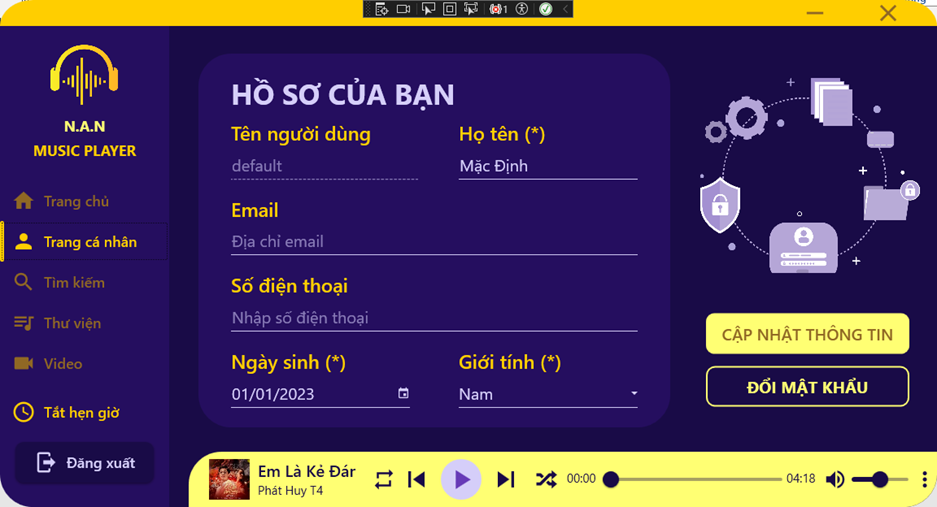 1
N.A.N
MUSIC PLAYER
Trang chủ
Trang cá nhân
Tìm kiếm
Thư viện
Video
Tắt hẹn giờ
Đăng xuất
HỒ SƠ CỦA BẠN
Tên người dùng
Họ tên (*)
default
Mặc Định
Email
Địa chỉ email
Số điện thoại
Nhập số điện thoại
Ngày sinh (*)
Giới tính (*)
01/01/2023
Nam
CẬP NHẬT THÔNG TIN
ĐỔI MẬT KHẨU
Em Là Kẻ Đár
Phát Huy T4
00:00
04:18